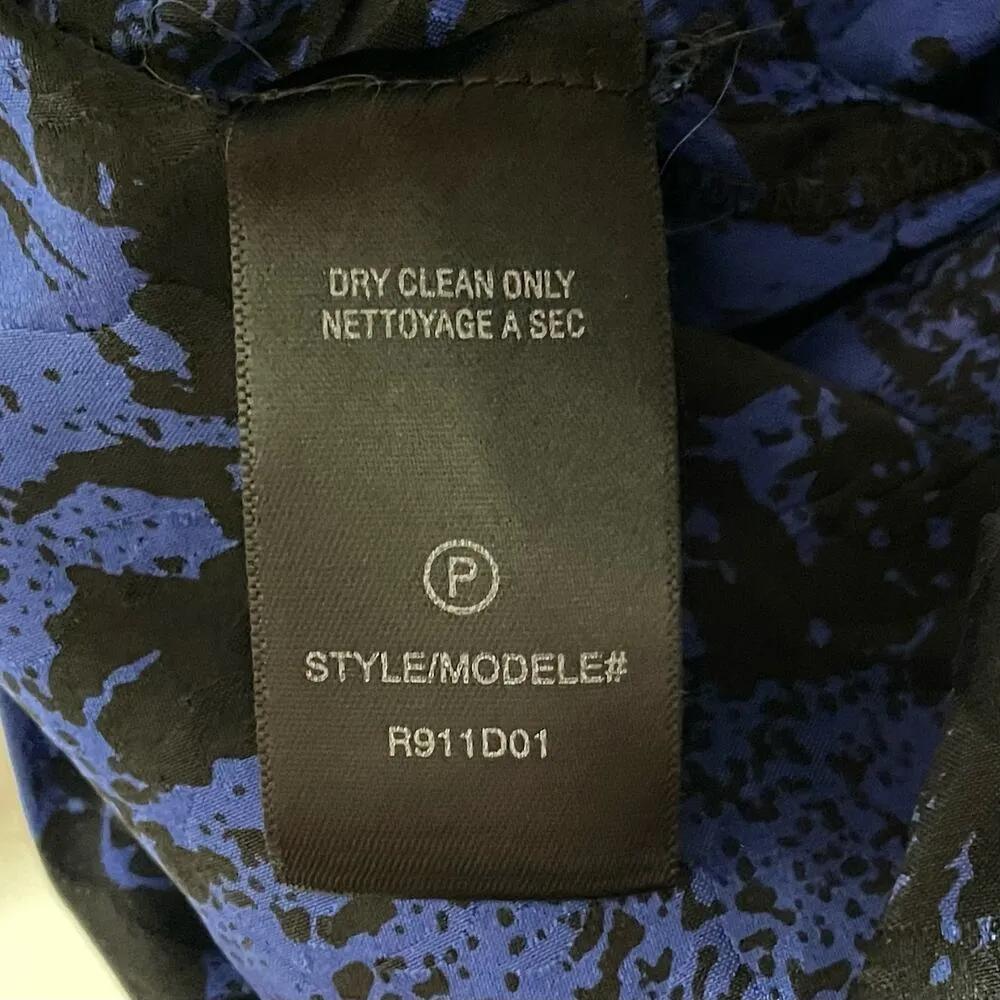 DRY CLEAN ONLY
NETTOYAGE A SEC
P
STYLE/MODELE#
R911D01